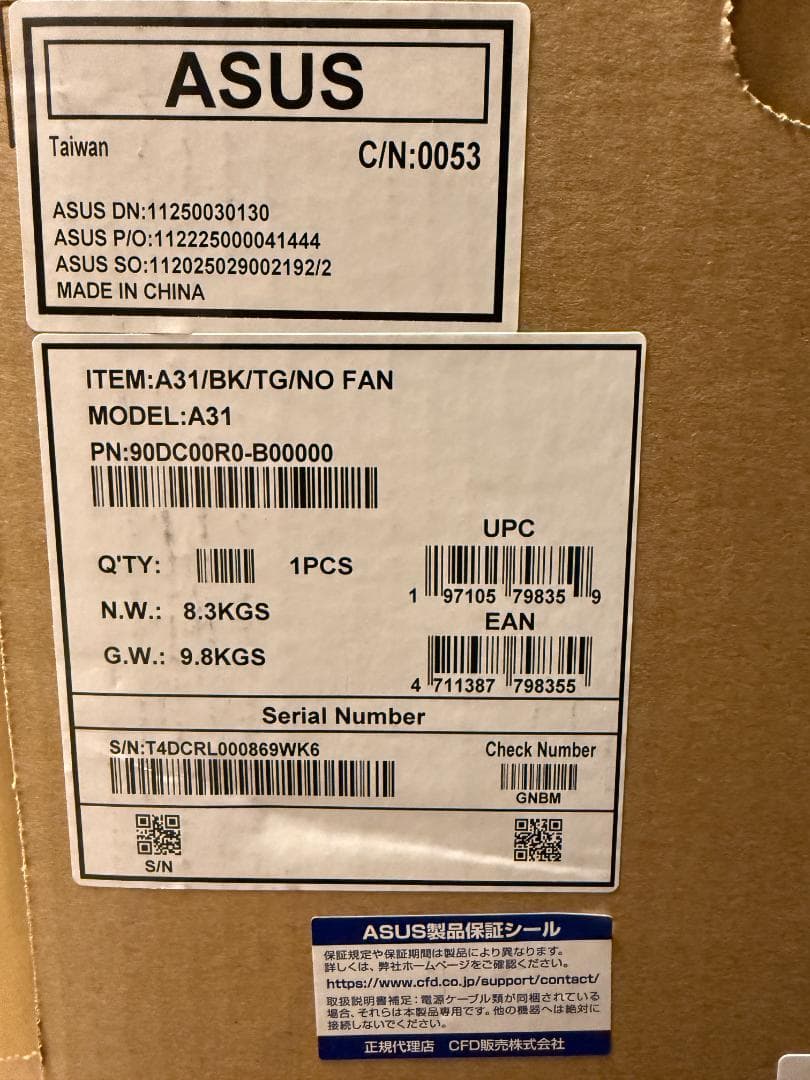 ASUS
Taiwan
C/N:0053
ASUS DN:11250030130
ASUS P/O:112225000041444
ASUS SO:112025029002192/2
MADE IN CHINA
ITEM:A31/BK/TG/NO FAN
MODEL:A31
PN:90DC00R0-B00000
Q'TY: 1PCS
N.W.: 8.3KGS
G.W.: 9.8KGS
UPC
1 97105 79835 9
EAN
4 711387 798355
Serial Number
S/N:T4DCRL000869WK6
Check Number
GNBM
S/N
ASUS製品保証シール
保証規定や保証期間は製品により異なります。
詳しくは、弊社ホームページをご確認ください。
https://www.cfd.co.jp/support/contact/
取扱説明書補足:電源ケーブル類が同梱されている
場合、それらは本製品専用です。他の機器へは絶対に
接続しないでください。
正規代理店 CFD販売株式会社